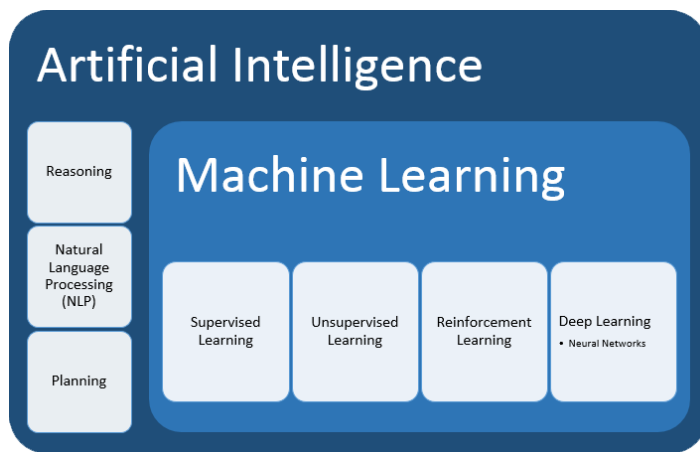 Artificial Intelligence
Reasoning
Natural
Language
Processing
(NLP)
Planning
Machine Learning
Supervised
Learning
Unsupervised
Learning
Reinforcement
Learning
Deep Learning
• Neural Networks